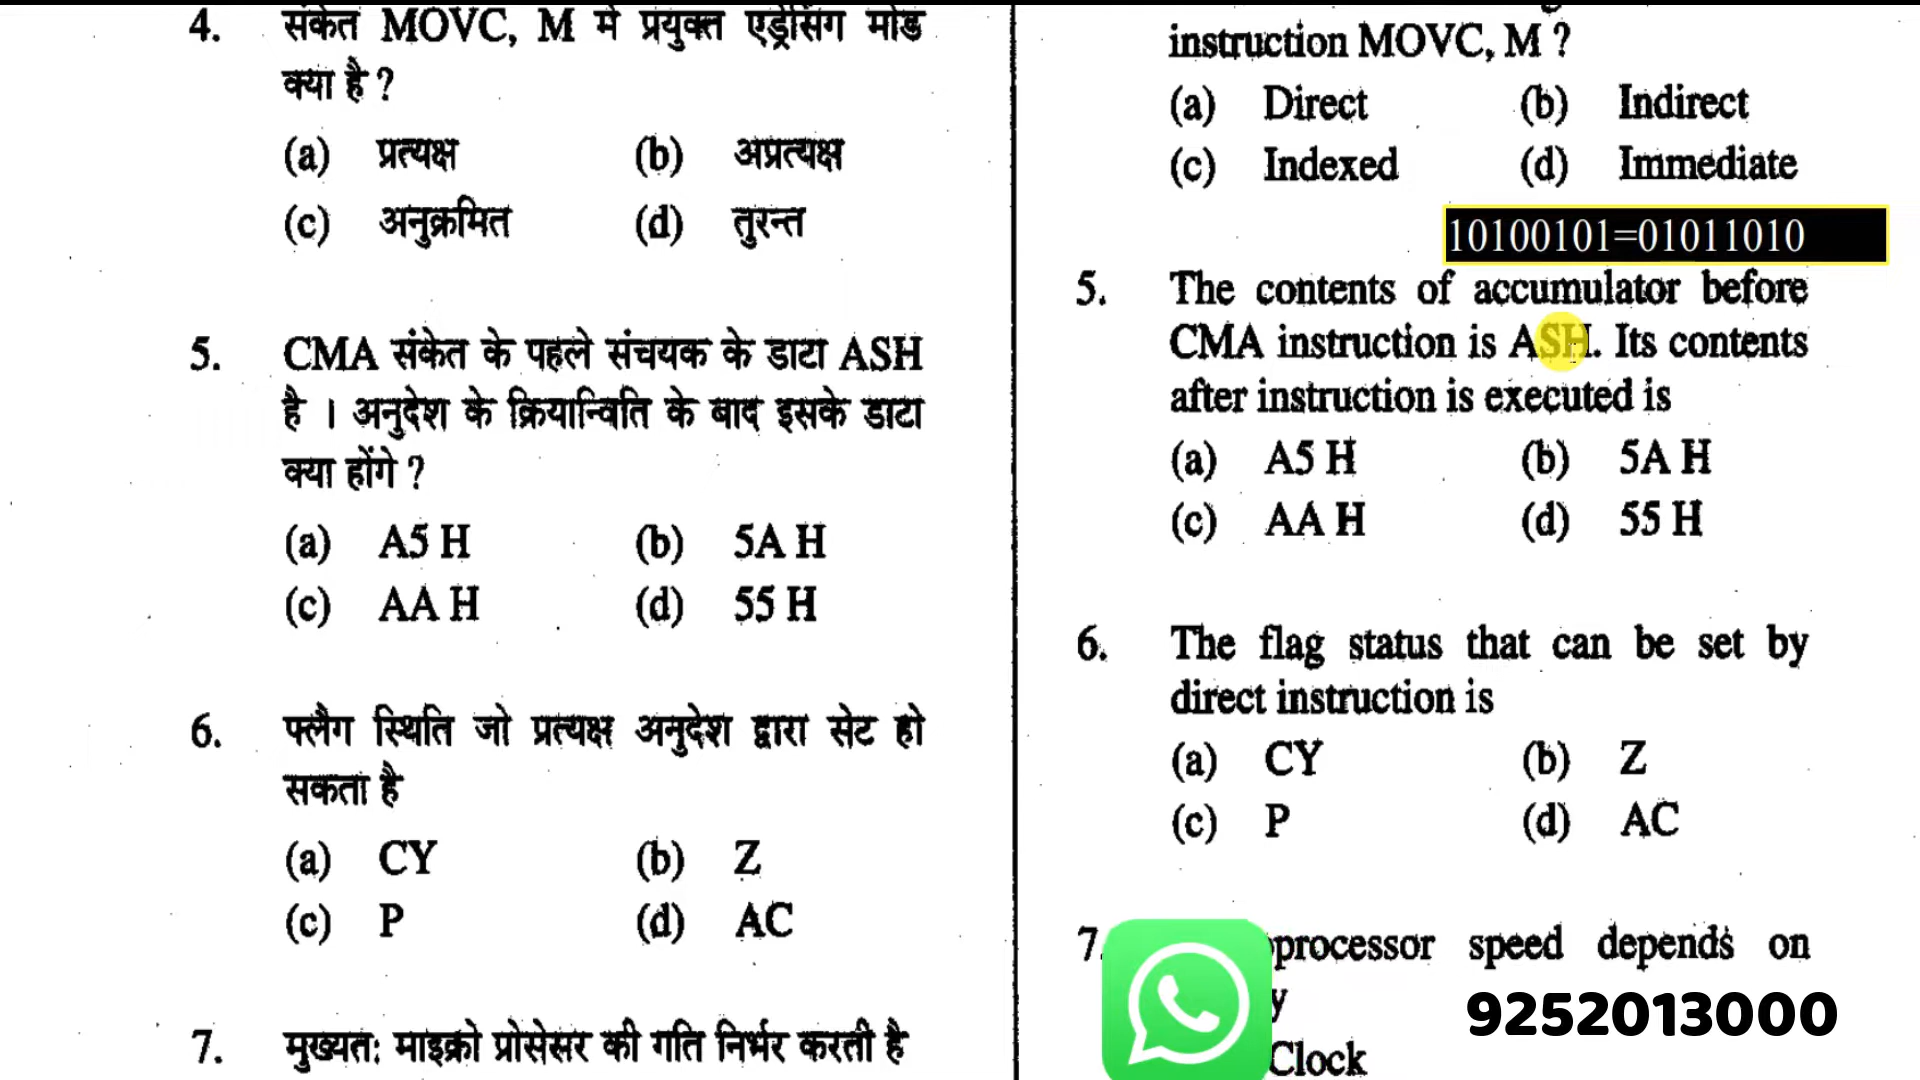 4. संकेत MOVC, M में प्रयुक्त एड्रेसिंग मोड
क्या है ?
(a) प्रत्यक्ष (b) अप्रत्यक्ष
(c) अनुक्रमित (d) तुरन्त
5. CMA संकेत के पहले संचयक के डाटा ASH
है । अनुदेश के क्रियान्विति के बाद इसके डाटा
क्या होंगे ?
(a) A5 H (b) 5A H
(c) AA H (d) 55 H
6. फ्लैग स्थिति जो प्रत्यक्ष अनुदेश द्वारा सेट हो
सकता है
(a) CY (b) Z
(c) P (d) AC
7. मुख्यतः माइक्रो प्रोसेसर की गति निर्भर करती है
instruction MOVC, M ?
(a) Direct (b) Indirect
(c) Indexed (d) Immediate
10100101=01011010
5. The contents of accumulator before
CMA instruction is ASH. Its contents
after instruction is executed is
(a) A5 H (b) 5A H
(c) AA H (d) 55 H
6. The flag status that can be set by
direct instruction is
(a) CY (b) Z
(c) P (d) AC
7. processor speed depends on
y
9252013000
Clock